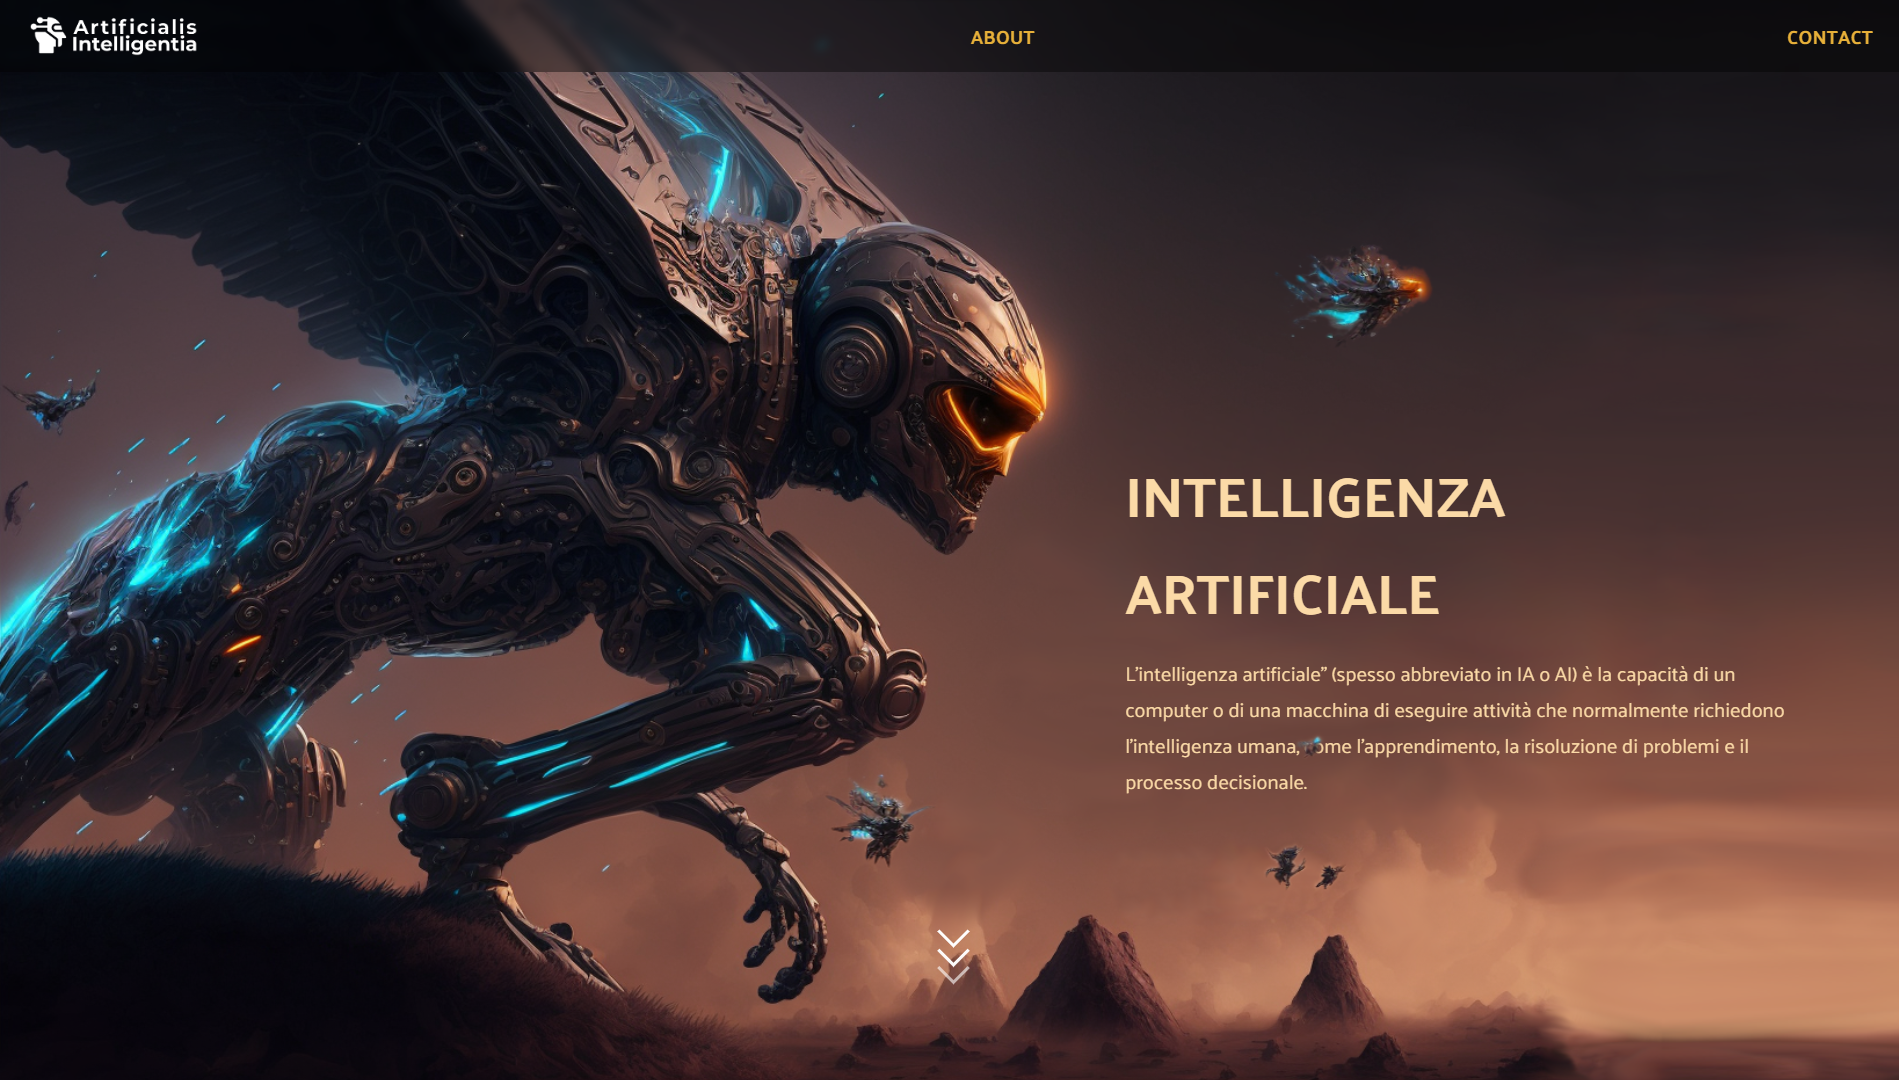 Artificialis
Intelligentia
ABOUT
CONTACT
INTELLIGENZA
ARTIFICIALE
L’intelligenza artificiale” (spesso abbreviato in IA o AI) è la capacità di un
computer o di una macchina di eseguire attività che normalmente richiedono
l’intelligenza umana, come l’apprendimento, la risoluzione di problemi e il
processo decisionale.